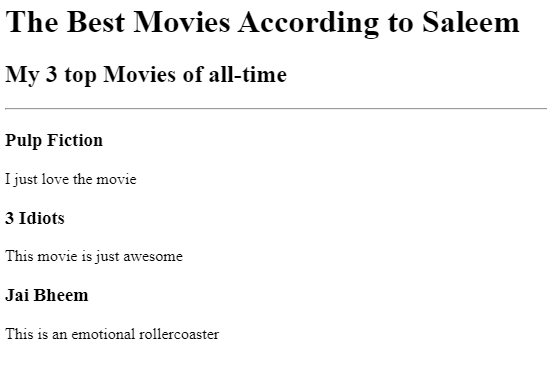 The Best Movies According to Saleem
My 3 top Movies of all-time
Pulp Fiction
I just love the movie
3 Idiots
This movie is just awesome
Jai Bheem
This is an emotional rollercoaster